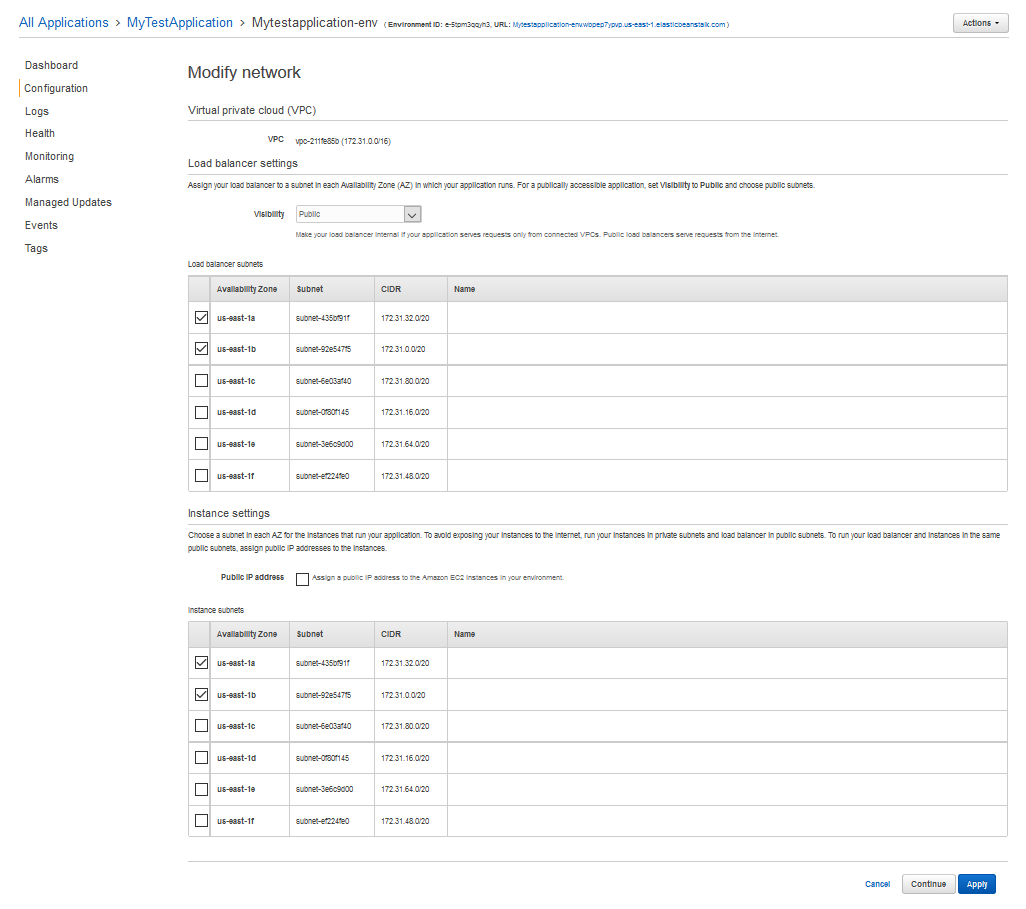 All Applications > MyTestApplication > Mytestapplication-env ( Environment ID: e-5tpm3qqyh3, URL: Mytestapplication-env.wbpep7ypvp.us-east-1.elasticbeanstalk.com )
Actions
Dashboard
Configuration
Logs
Health
Monitoring
Alarms
Managed Updates
Events
Tags
Modify network
Virtual private cloud (VPC)
VPC vpc-211fe85b (172.31.0.0/16)
Load balancer settings
Assign your load balancer to a subnet in each Availability Zone (AZ) in which your application runs. For a publically accessible application, set Visibility to Public and choose public subnets.
Visibility Public
Make your load balancer internal if your application serves requests only from connected VPCs. Public load balancers serve requests from the Internet.
Load balancer subnets
Availability Zone Subnet CIDR Name
us-east-1a subnet-435bf91f 172.31.32.0/20
us-east-1b subnet-92e547f5 172.31.0.0/20
us-east-1c subnet-6e03af40 172.31.80.0/20
us-east-1d subnet-0f80f145 172.31.16.0/20
us-east-1e subnet-3e6c9d00 172.31.64.0/20
us-east-1f subnet-ef224fe0 172.31.48.0/20
Instance settings
Choose a subnet in each AZ for the instances that run your application. To avoid exposing your instances to the Internet, run your instances in private subnets and load balancer in public subnets. To run your load balancer and instances in the same
public subnets, assign public IP addresses to the instances.
Public IP address Assign a public IP address to the Amazon EC2 instances in your environment.
Instance subnets
Availability Zone Subnet CIDR Name
us-east-1a subnet-435bf91f 172.31.32.0/20
us-east-1b subnet-92e547f5 172.31.0.0/20
us-east-1c subnet-6e03af40 172.31.80.0/20
us-east-1d subnet-0f80f145 172.31.16.0/20
us-east-1e subnet-3e6c9d00 172.31.64.0/20
us-east-1f subnet-ef224fe0 172.31.48.0/20
Cancel Continue Apply